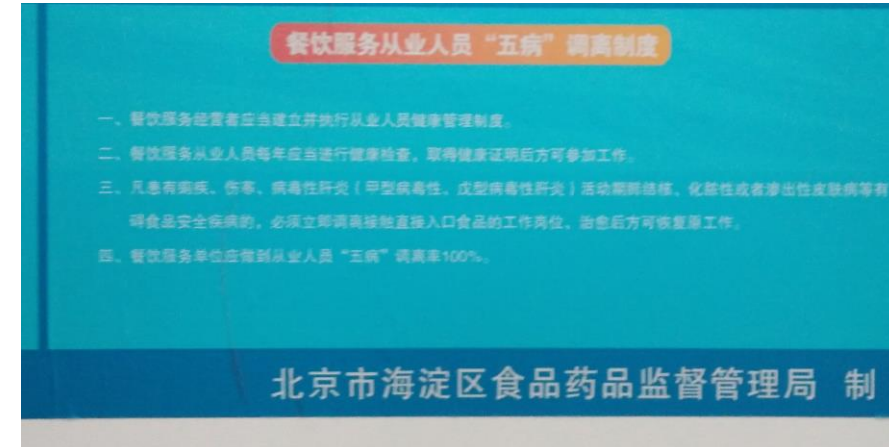 餐饮服务从业人员“五病”调离制度
一、餐饮服务经营者应当建立并执行从业人员健康管理制度。
二、餐饮服务从业人员每年应当进行健康检查，取得健康证明后方可参加工作。
三、凡患有痢疾、伤寒、病毒性肝炎（甲型病毒性、戊型病毒性肝炎）活动期肺结核、化脓性或者渗出性皮肤病等有
碍食品安全疾病的，必须立即调离接触直接入口食品的工作岗位，治愈后方可恢复原工作。
四、餐饮服务单位应做到从业人员“五病”调离率100%。
北京市海淀区食品药品监督管理局 制